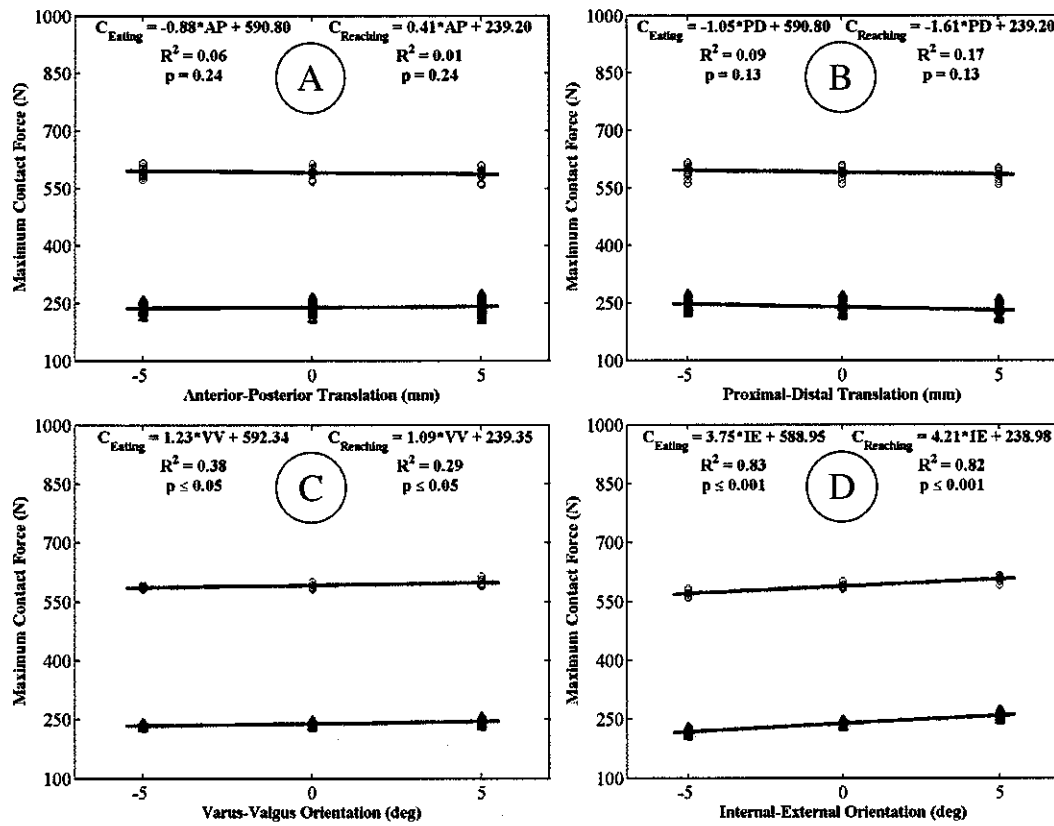 C_Eating = -0.88*AP + 590.80 C_Reaching = 0.41*AP + 239.20
R² = 0.06 R² = 0.01
p = 0.24 p = 0.24
A
1000
850
700
550
400
250
100
Maximum Contact Force (N)
-5 0 5
Anterior-Posterior Translation (mm)
C_Eating = -1.05*PD + 590.80 C_Reaching = -1.61*PD + 239.20
R² = 0.09 R² = 0.17
p = 0.13 p = 0.13
B
1000
850
700
550
400
250
100
Maximum Contact Force (N)
-5 0 5
Proximal-Distal Translation (mm)
C_Eating = 1.23*VV + 592.34 C_Reaching = 1.09*VV + 239.35
R² = 0.38 R² = 0.29
p ≤ 0.05 p ≤ 0.05
C
1000
850
700
550
400
250
100
Maximum Contact Force (N)
-5 0 5
Varus-Valgus Orientation (deg)
C_Eating = 3.75*IE + 588.95 C_Reaching = 4.21*IE + 238.98
R² = 0.83 R² = 0.82
p ≤ 0.001 p ≤ 0.001
D
1000
850
700
550
400
250
100
Maximum Contact Force (N)
-5 0 5
Internal-External Orientation (deg)